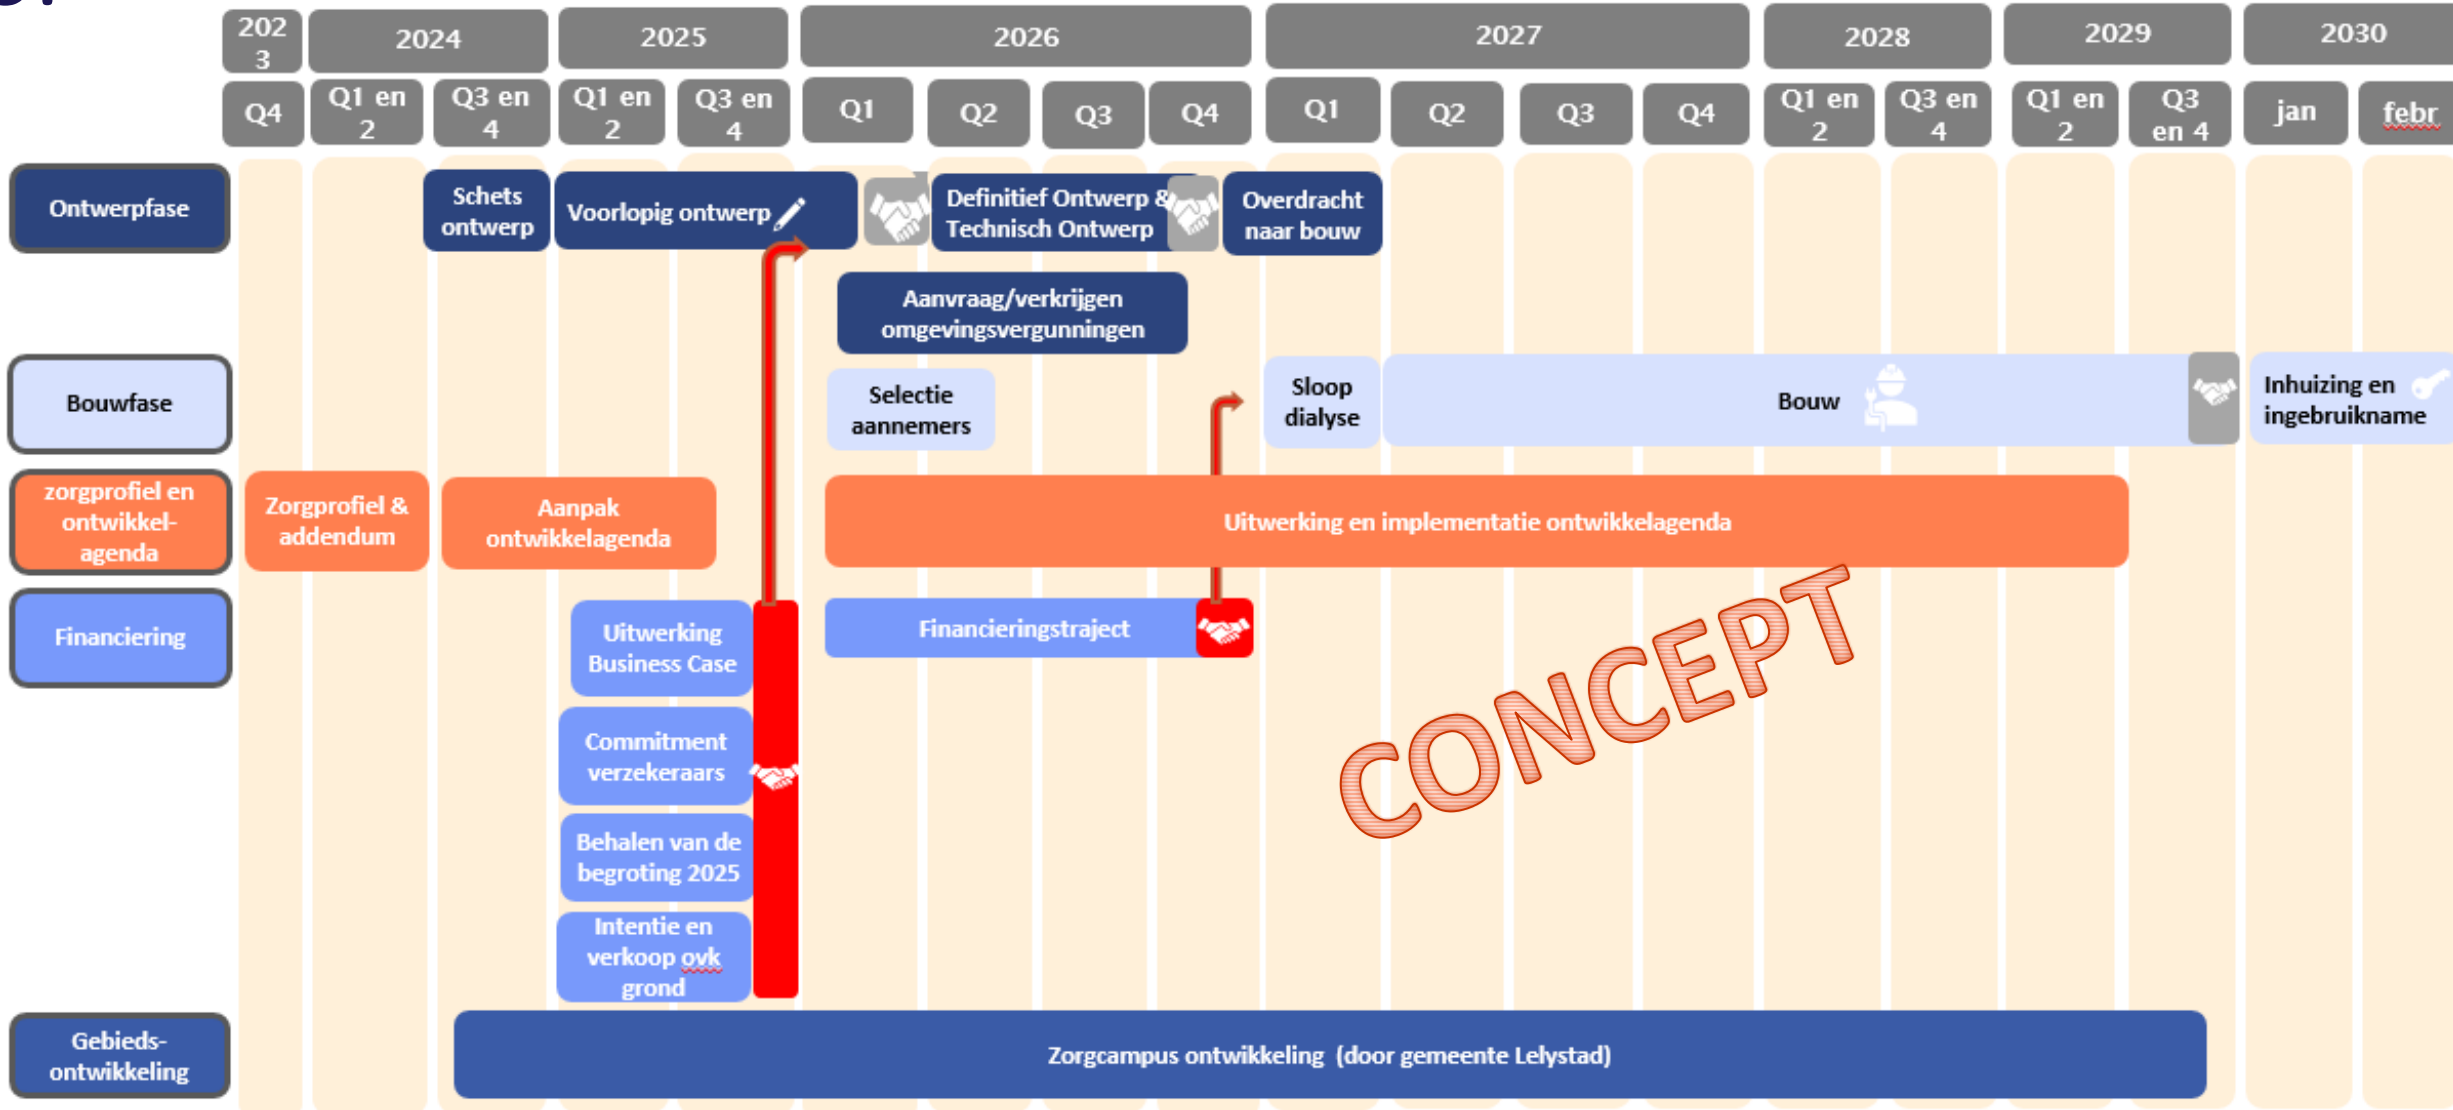 202
3
2024
2025
2026
2027
2028
2029
2030
Q4
Q1 en
2
Q3 en
4
Q1 en
2
Q3 en
4
Q1
Q2
Q3
Q4
Q1
Q2
Q3
Q4
Q1 en
2
Q3 en
4
Q1 en
2
Q3
en 4
jan
febr
Ontwerpfase
Schets
ontwerp
Voorlopig ontwerp
Definitief Ontwerp &
Technisch Ontwerp
Overdracht
naar bouw
Aanvraag/verkrijgen
omgevingsvergunningen
Bouwfase
Selectie
aannemers
Sloop
dialyse
Bouw
Inhuizing en
ingebruikname
zorgprofiel en
ontwikkel-
agenda
Zorgprofiel &
addendum
Aanpak
ontwikkelagenda
Uitwerking en implementatie ontwikkelagenda
Financiering
Uitwerking
Business Case
Financieringstraject
Commitment
verzekeraars
Behalen van de
begroting 2025
Intentie en
verkoop ovk
grond
CONCEPT
Gebieds-
ontwikkeling
Zorgcampus ontwikkeling (door gemeente Lelystad)